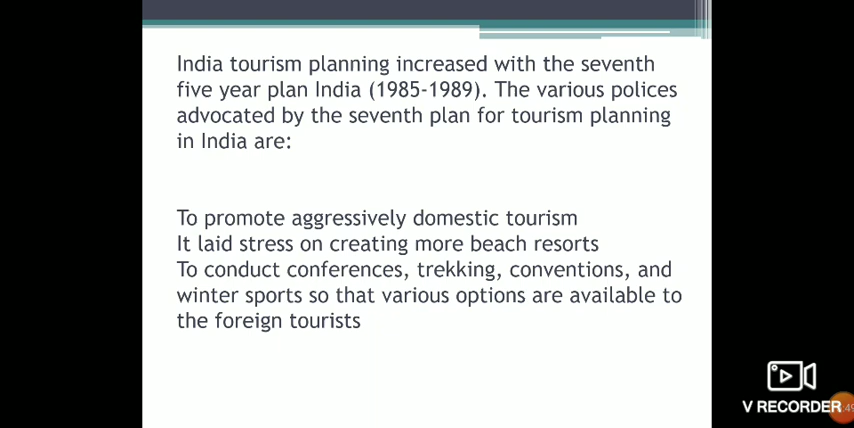 India tourism planning increased with the seventh
five year plan India (1985-1989). The various polices
advocated by the seventh plan for tourism planning
in India are:
To promote aggressively domestic tourism
It laid stress on creating more beach resorts
To conduct conferences, trekking, conventions, and
winter sports so that various options are available to
the foreign tourists
V RECORDER